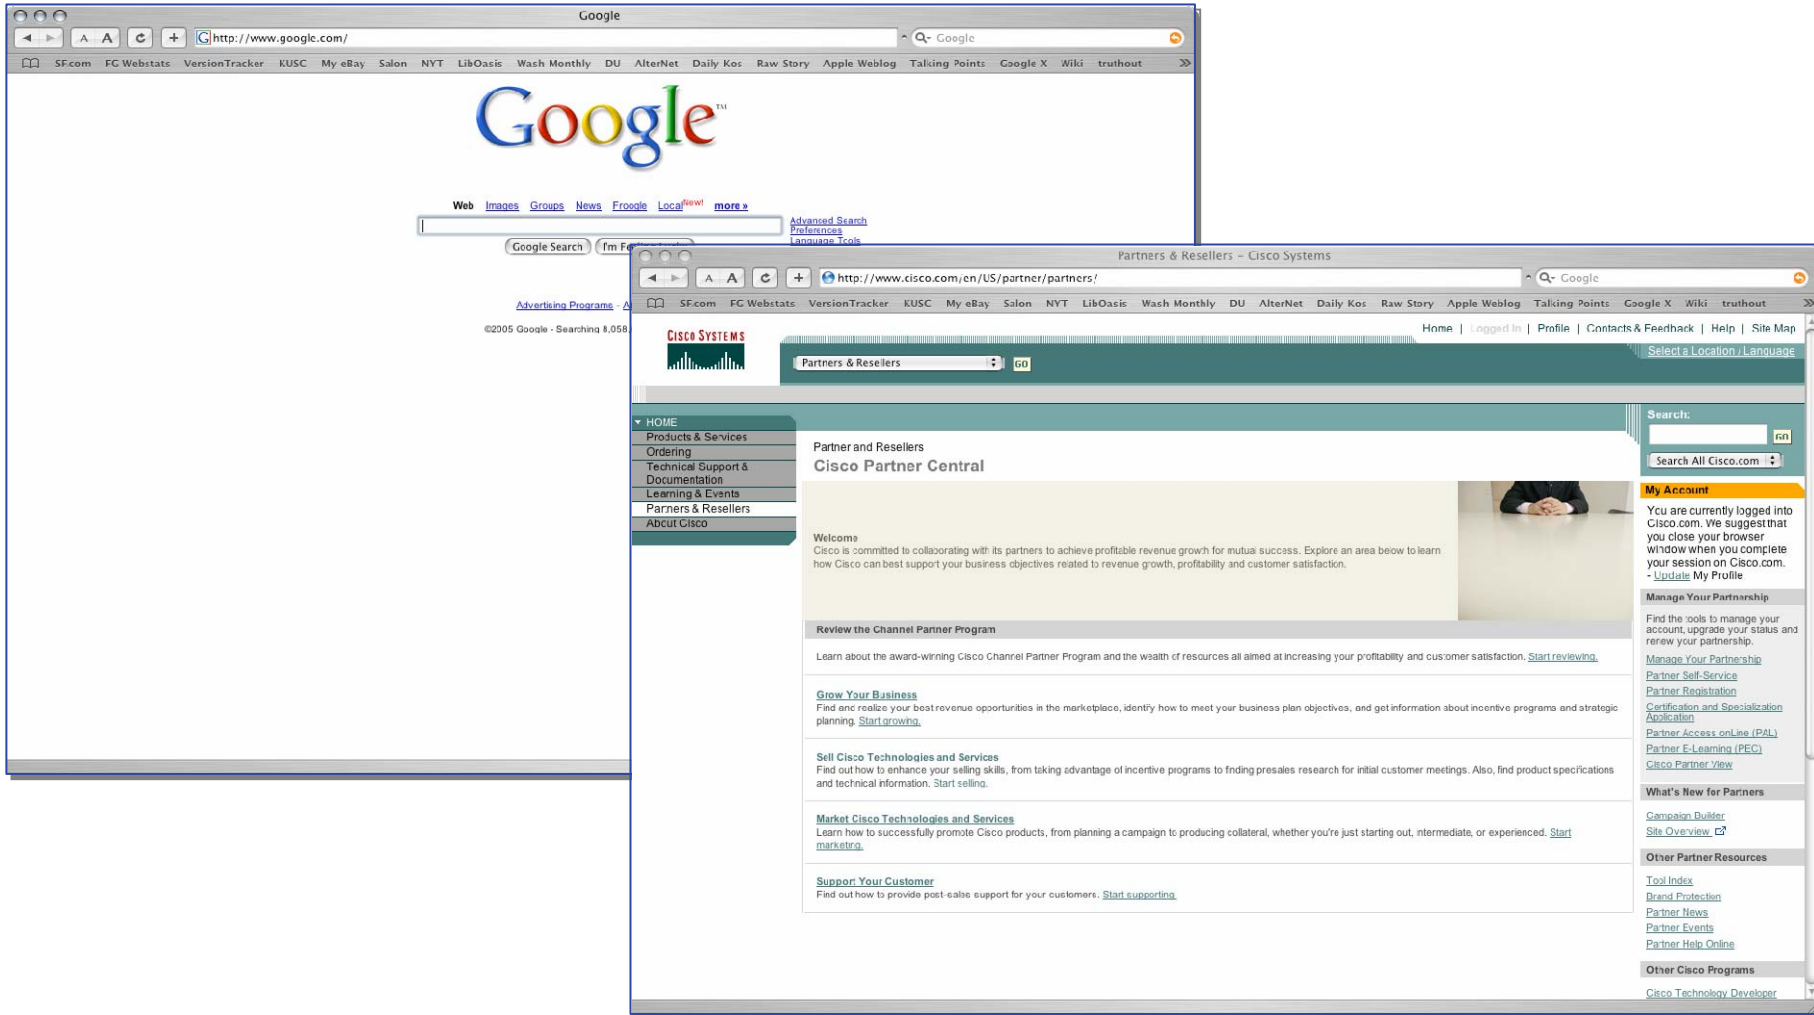 Google
A A
http://www.google.com/
Google
SF.com FG Webstats VersionTracker KUSC My eBay Salon NYT LibOasis Wash Monthly DU AlterNet Daily Kos Raw Story Apple Weblog Talking Points Google X Wiki truthout
Google™
Web Images Groups News Froogle Local New! more »
Advanced Search
Preferences
Language Tools
Google Search I'm Feeling Lucky
Advertising Programs -
©2005 Google - Searching 8,058,
Partners & Resellers – Cisco Systems
A A
http://www.cisco.com/en/US/partner/partners/
Google
SF.com FG Webstats VersionTracker KUSC My eBay Salon NYT LibOasis Wash Monthly DU AlterNet Daily Kos Raw Story Apple Weblog Talking Points Google X Wiki truthout
CISCO SYSTEMS
Home | Logged In | Profile | Contacts & Feedback | Help | Site Map
Partners & Resellers GO
Select a Location / Language
HOME
Products & Services
Ordering
Technical Support &
Documentation
Learning & Events
Partners & Resellers
About Cisco
Partner and Resellers
Cisco Partner Central
Welcome
Cisco is committed to collaborating with its partners to achieve profitable revenue growth for mutual success. Explore an area below to learn
how Cisco can best support your business objectives related to revenue growth, profitability and customer satisfaction.
Review the Channel Partner Program
Learn about the award-winning Cisco Channel Partner Program and the wealth of resources all aimed at increasing your profitability and customer satisfaction. Start reviewing.
Grow Your Business
Find and realize your best revenue opportunities in the marketplace, identify how to meet your business plan objectives, and get information about incentive programs and strategic
planning. Start growing.
Sell Cisco Technologies and Services
Find out how to enhance your selling skills, from taking advantage of incentive programs to finding presales research for initial customer meetings. Also, find product specifications
and technical information. Start selling.
Market Cisco Technologies and Services
Learn how to successfully promote Cisco products, from planning a campaign to producing collateral, whether you're just starting out, intermediate, or experienced. Start
marketing.
Support Your Customer
Find out how to provide post-sales support for your customers. Start supporting.
Search:
GO
Search All Cisco.com
My Account
You are currently logged into
Cisco.com. We suggest that
you close your browser
window when you complete
your session on Cisco.com.
- Update My Profile
Manage Your Partnership
Find the tools to manage your
account, upgrade your status and
renew your partnership.
Manage Your Partnership
Partner Self-Service
Partner Registration
Certification and Specialization
Application
Partner Access onLine (PAL)
Partner E-Learning (PEC)
Cisco Partner View
What's New for Partners
Campaign Builder
Site Overview
Other Partner Resources
Tool Index
Brand Protection
Partner News
Partner Events
Partner Help Online
Other Cisco Programs
Cisco Technology Developer